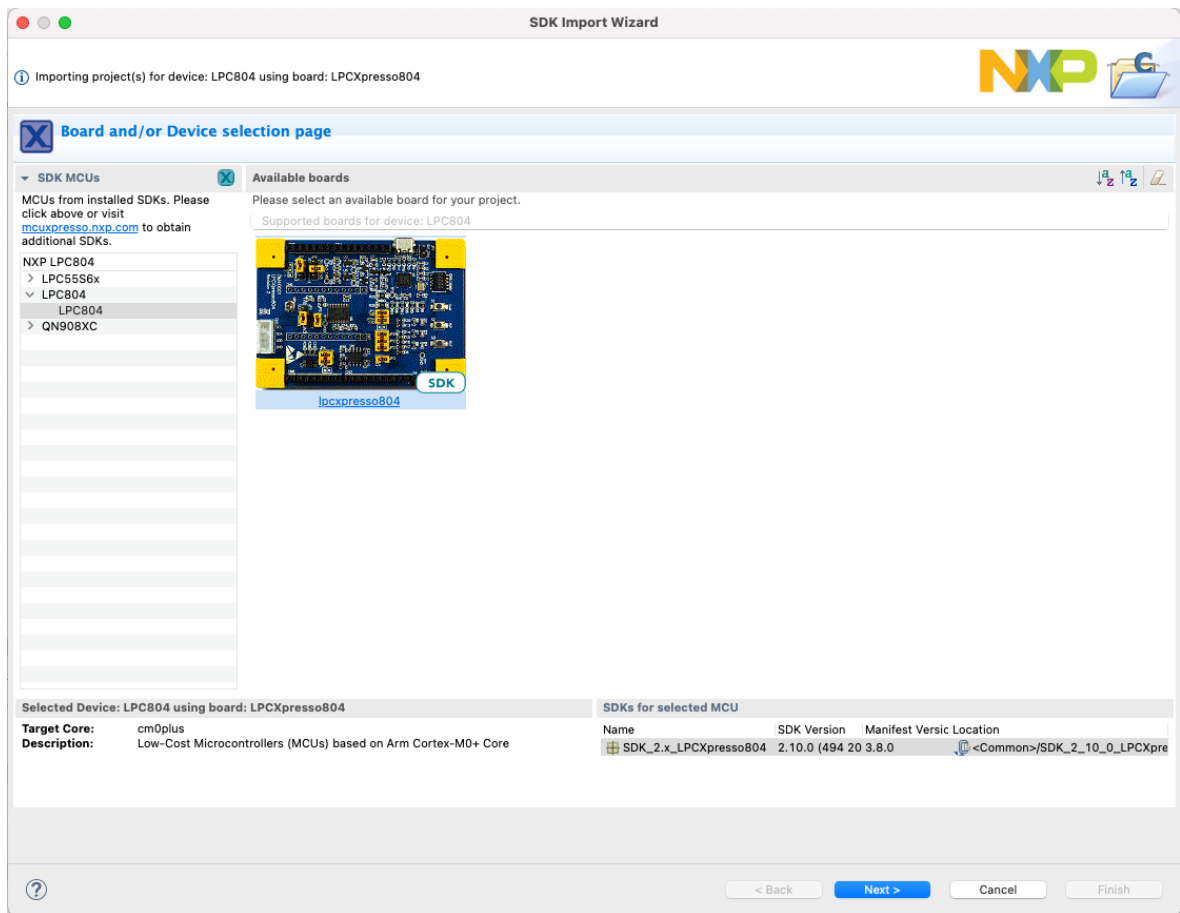 SDK Import Wizard
Importing project(s) for device: LPC804 using board: LPCXpresso804
NXP
C
Board and/or Device selection page
SDK MCUs
MCUs from installed SDKs. Please
click above or visit
mcuxpresso.nxp.com to obtain
additional SDKs.
NXP LPC804
> LPC55S6x
LPC804
LPC804
> QN908XC
Available boards
Please select an available board for your project.
Supported boards for device: LPC804
SDK
lpcxpresso804
Selected Device: LPC804 using board: LPCXpresso804
Target Core: cm0plus
Description: Low-Cost Microcontrollers (MCUs) based on Arm Cortex-M0+ Core
SDKs for selected MCU
Name SDK Version Manifest Versic Location
SDK_2.x_LPCXpresso804 2.10.0 (494 20 3.8.0 <Common>/SDK_2_10_0_LPCXpre
? < Back Next > Cancel Finish